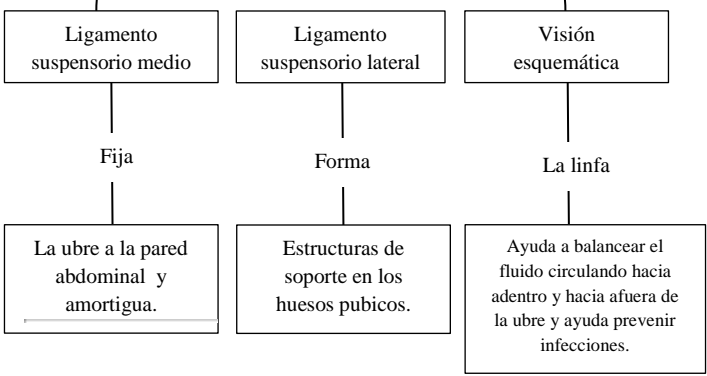 Ligamento
suspensorio medio
Ligamento
suspensorio lateral
Visión
esquemática
Fija
Forma
La linfa
La ubre a la pared
abdominal y
amortigua.
Estructuras de
soporte en los
huesos pubicos.
Ayuda a balancear el
fluido circulando hacia
adentro y hacia afuera de
la ubre y ayuda prevenir
infecciones.